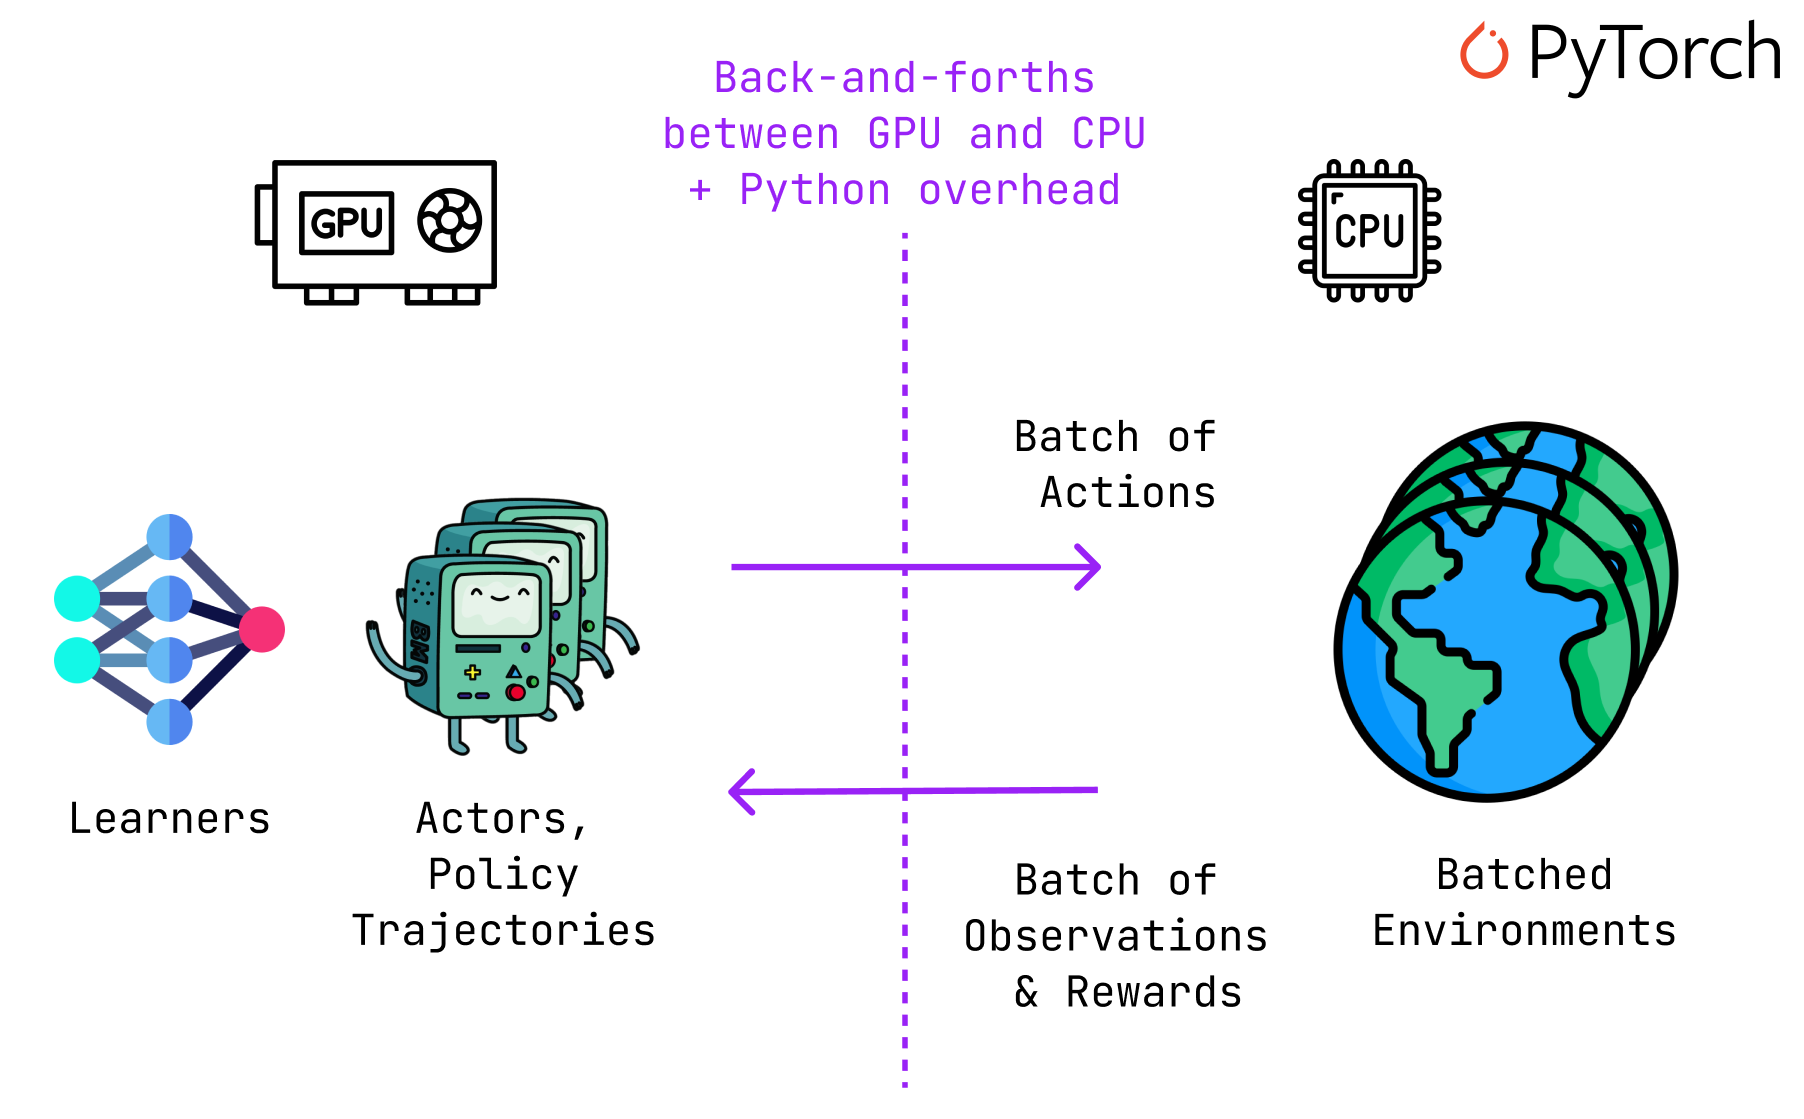 PyTorch
Back-and-forths
between GPU and CPU
+ Python overhead
GPU
CPU
Batch of
Actions
BMO
Learners
Actors,
Policy
Trajectories
Batch of
Observations
& Rewards
Batched
Environments